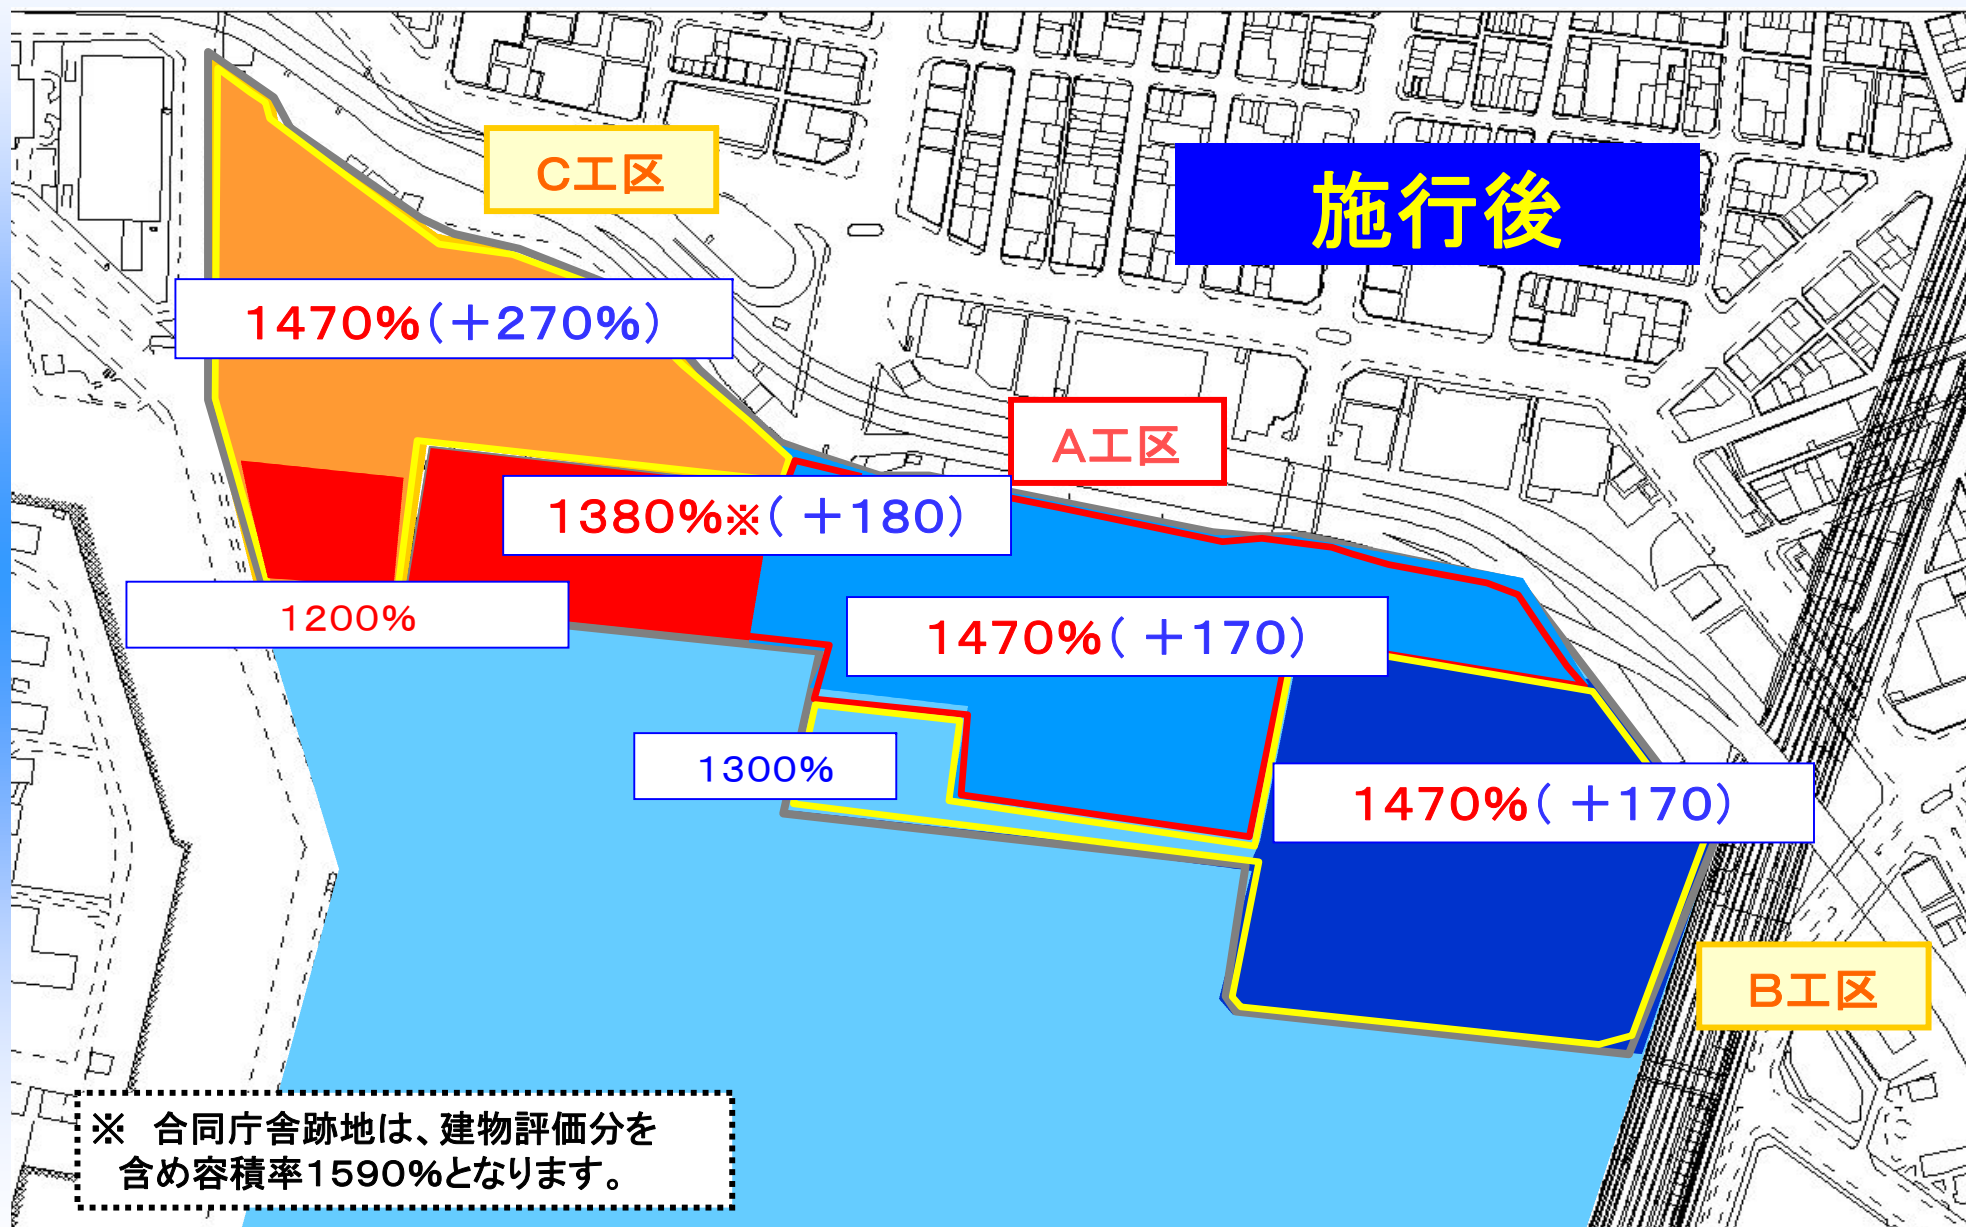 C工区
施行後
1470%(+270%)
A工区
1380%※( +180)
1200%
1470%( +170)
1300%
1470%( +170)
B工区
※ 合同庁舎跡地は、建物評価分を
含め容積率1590%となります。